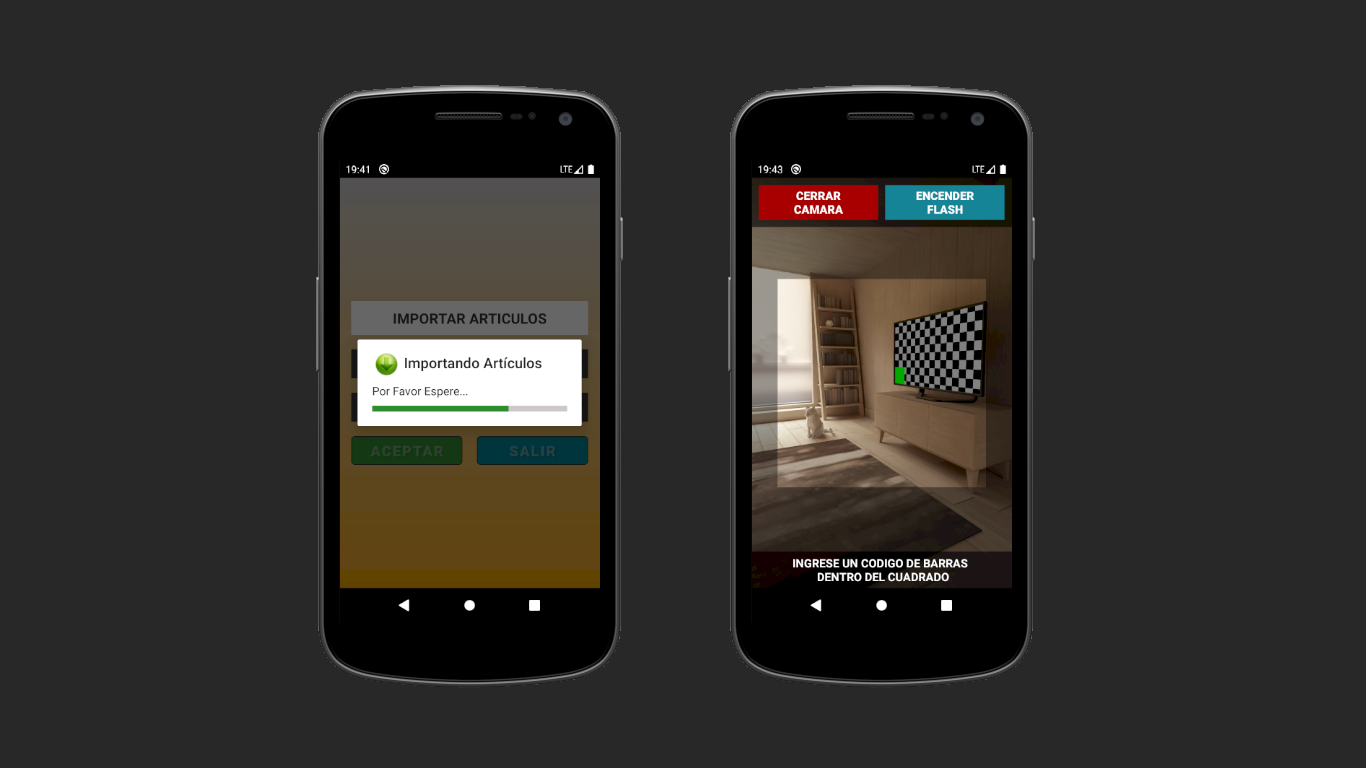 19:41
LTE
IMPORTAR ARTICULOS
Importando Artículos
Por Favor Espere...
ACEPTAR
SALIR
19:43
LTE
CERRAR
CAMARA
ENCENDER
FLASH
INGRESE UN CODIGO DE BARRAS
DENTRO DEL CUADRADO